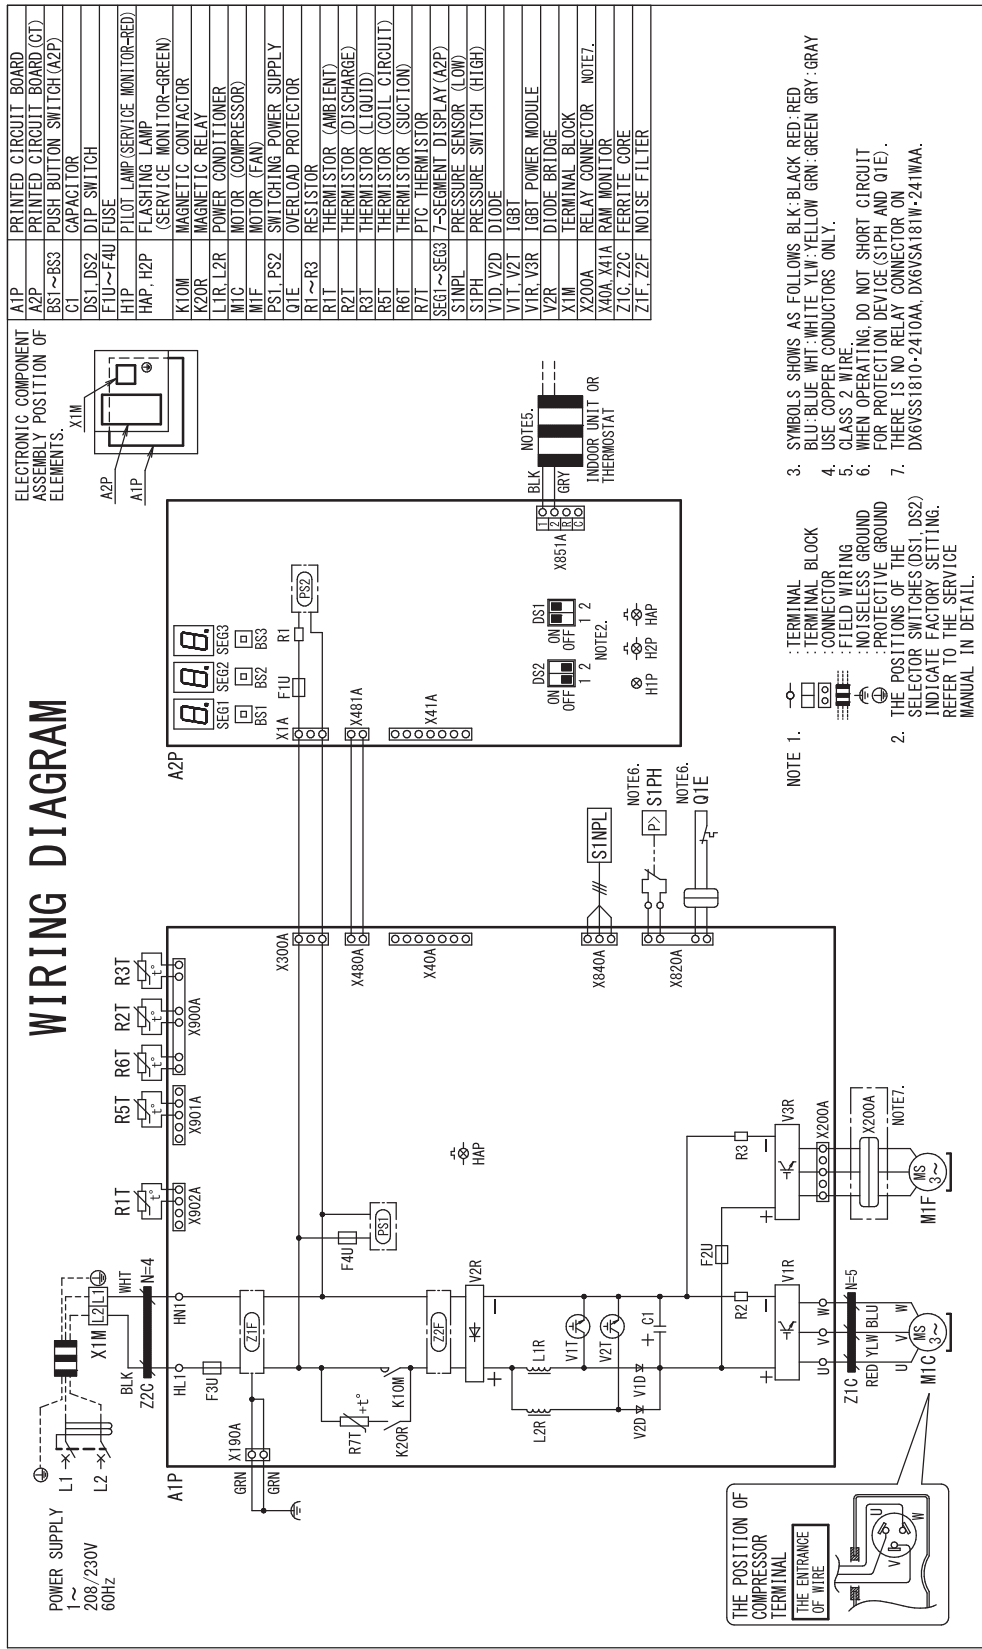 WIRING DIAGRAM
POWER SUPPLY
1~
208/230V
60Hz
L1
L2
X1M
L2 L1
BLK
WHT
Z2C
N=4
HL1
HN1
F3U
Z1F
A1P
X190A
GRN
GRN
R1T
t°
X902A
R5T
t°
X901A
R6T
t°
R2T
t°
R3T
t°
X900A
R7T
+t°
K20R
K10M
F4U
PS1
HAP
Z2F
V2R
L1R
L2R
V1T
V2T
V1D
V2D
C1
F2U
R2
R3
V1R
V3R
U V W
Z1C
N=5
RED YLW BLU
U V W
MS
3~
M1C
X200A
X200A
NOTE7.
MS
3~
M1F
X300A
X480A
X40A
X840A
X820A
S1NPL
NOTE6.
S1PH
P>
NOTE6.
Q1E
A2P
X1A
X481A
X41A
SEG1 SEG2 SEG3
BS1 BS2 BS3
F1U
R1
PS2
DS2
ON
OFF
1 2
DS1
ON
OFF
1 2
NOTE2.
H1P H2P HAP
X851A
1 2 R C
BLK
GRY
NOTE5.
INDOOR UNIT OR
THERMOSTAT
THE POSITION OF
COMPRESSOR
TERMINAL
THE ENTRANCE
OF WIRE
U
V
W
ELECTRONIC COMPONENT
ASSEMBLY POSITION OF
ELEMENTS.
X1M
A2P
A1P
A1P PRINTED CIRCUIT BOARD
A2P PRINTED CIRCUIT BOARD(CT)
BS1~BS3 PUSH BUTTON SWITCH(A2P)
C1 CAPACITOR
DS1,DS2 DIP SWITCH
F1U~F4U FUSE
H1P PILOT LAMP(SERVICE MONITOR-RED)
HAP,H2P FLASHING LAMP
(SERVICE MONITOR-GREEN)
K10M MAGNETIC CONTACTOR
K20R MAGNETIC RELAY
L1R,L2R POWER CONDITIONER
M1C MOTOR (COMPRESSOR)
M1F MOTOR (FAN)
PS1,PS2 SWITCHING POWER SUPPLY
Q1E OVERLOAD PROTECTOR
R1~R3 RESISTOR
R1T THERMISTOR (AMBIENT)
R2T THERMISTOR (DISCHARGE)
R3T THERMISTOR (LIQUID)
R5T THERMISTOR (COIL CIRCUIT)
R6T THERMISTOR (SUCTION)
R7T PTC THERMISTOR
SEG1~SEG3 7-SEGMENT DISPLAY(A2P)
S1NPL PRESSURE SENSOR (LOW)
S1PH PRESSURE SWITCH (HIGH)
V1D,V2D DIODE
V1T,V2T IGBT
V1R,V3R IGBT POWER MODULE
V2R DIODE BRIDGE
X1M TERMINAL BLOCK
X200A RELAY CONNECTOR NOTE7.
X40A,X41A RAM MONITOR
Z1C,Z2C FERRITE CORE
Z1F,Z2F NOISE FILTER
NOTE 1.
:TERMINAL
:TERMINAL BLOCK
:CONNECTOR
:FIELD WIRING
:NOISELESS GROUND
:PROTECTIVE GROUND
2. THE POSITIONS OF THE
SELECTOR SWITCHES(DS1,DS2)
INDICATE FACTORY SETTING.
REFER TO THE SERVICE
MANUAL IN DETAIL.
3. SYMBOLS SHOWS AS FOLLOWS BLK:BLACK RED:RED
BLU:BLUE WHT:WHITE YLW:YELLOW GRN:GREEN GRY:GRAY
4. USE COPPER CONDUCTORS ONLY.
5. CLASS 2 WIRE.
6. WHEN OPERATING,DO NOT SHORT CIRCUIT
FOR PROTECTION DEVICE(S1PH AND Q1E).
7. THERE IS NO RELAY CONNECTOR ON
DX6VSS1810・2410AA,DX6VSA181W・241WAA.